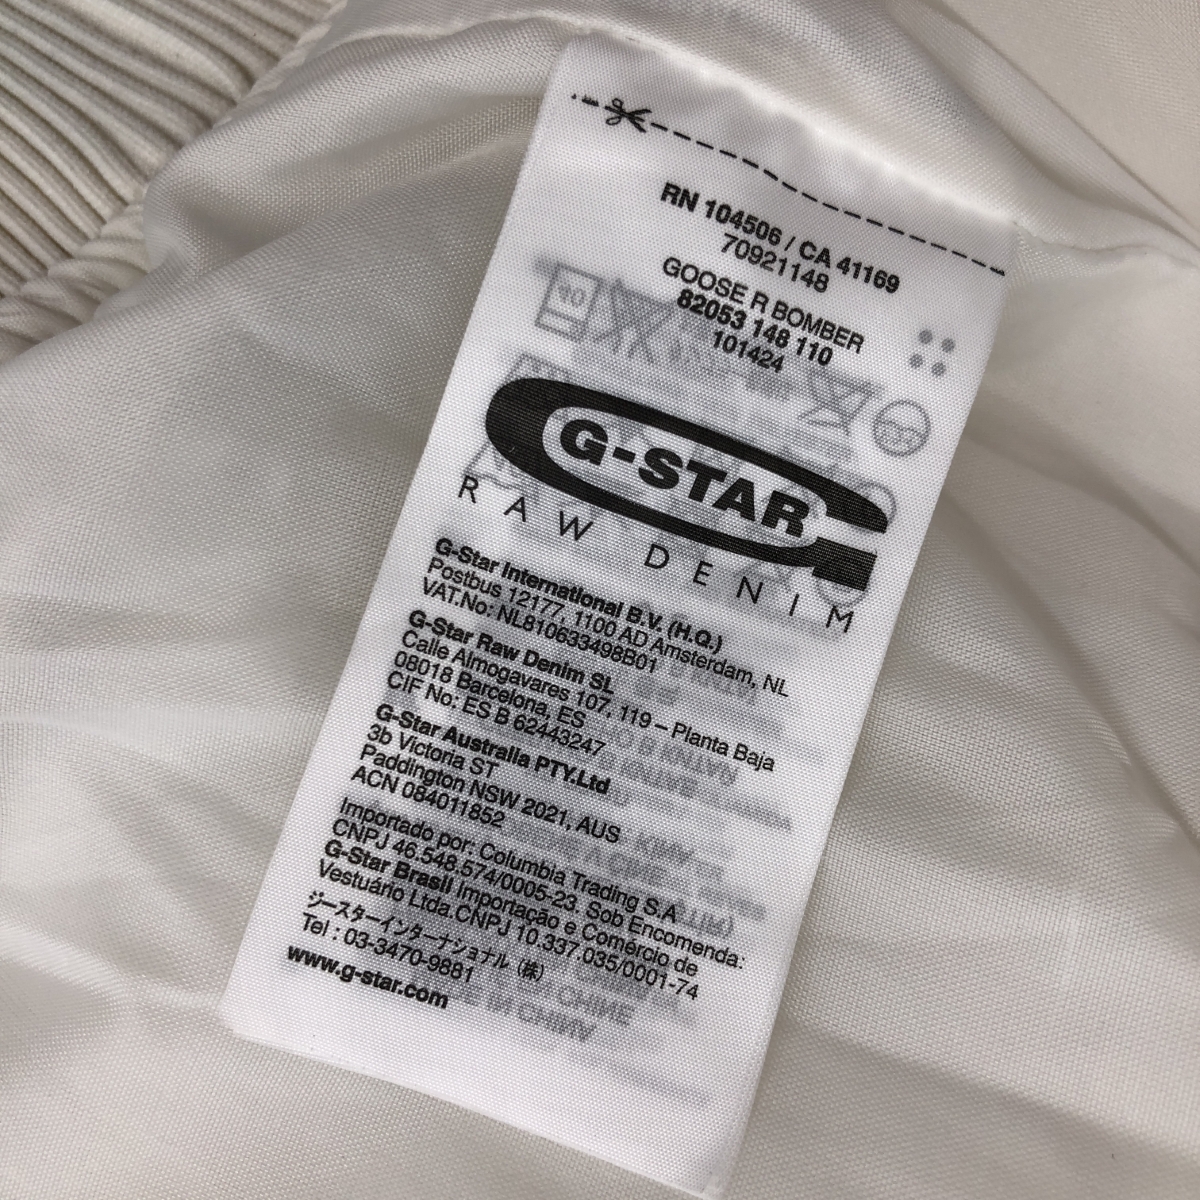 RN 104506 / CA 41169
70921148
GOOSE R BOMBER
82053 148 110
101424
G-STAR
RAW DENIM
G-Star International B.V. (H.Q.)
Postbus 12177, 1100 AD Amsterdam, NL
VAT.No: NL810633498B01
G-Star Raw Denim SL
Calle Almogavares 107, 119 – Planta Baja
08018 Barcelona, ES
CIF No: ES B 62443247
G-Star Australia PTY.Ltd
3b Victoria ST
Paddington NSW 2021, AUS
ACN 084011852
Importado por: Columbia Trading S.A
CNPJ 46.548.574/0005-23. Sob Encomenda:
G-Star Brasil Importação e Comércio de
Vestuário Ltda.CNPJ 10.337.035/0001-74
ジースターインターナショナル (株)
Tel : 03-3470-9881
www.g-star.com